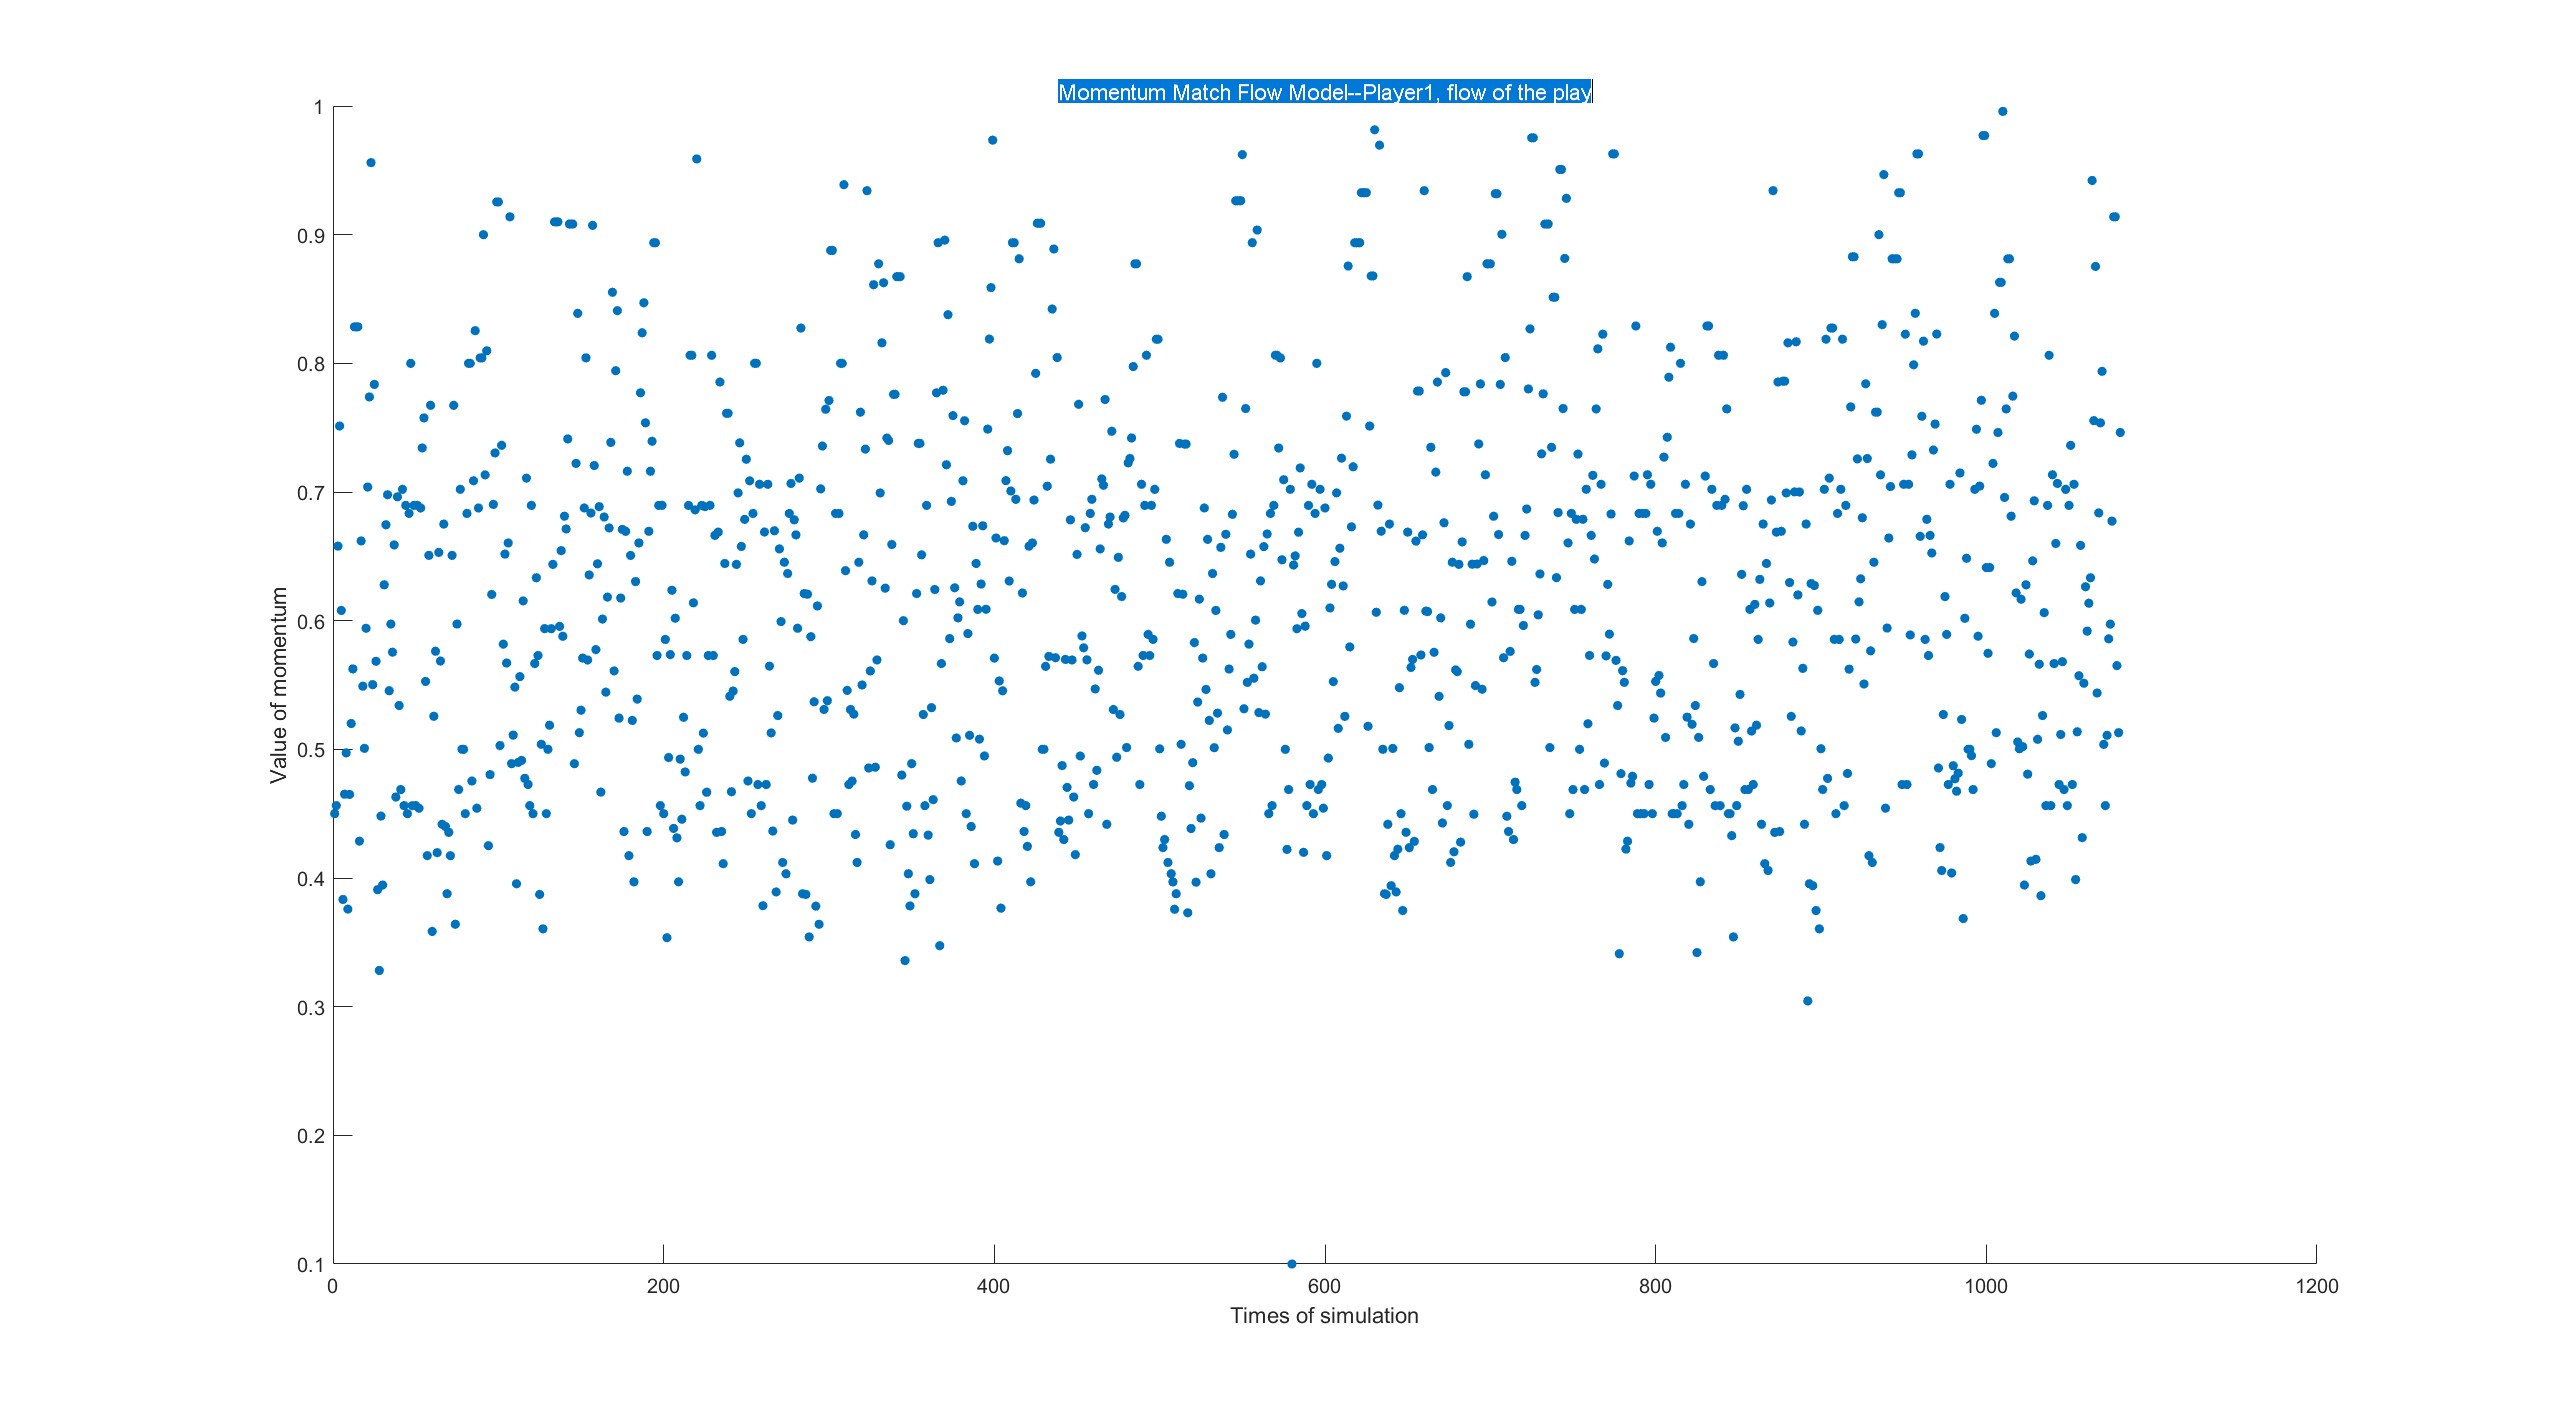 Momentum Match Flow Model--Player1, flow of the play
1
0.9
0.8
0.7
0.6
0.5
0.4
0.3
0.2
0.1
Value of momentum
0 200 400 600 800 1000 1200
Times of simulation